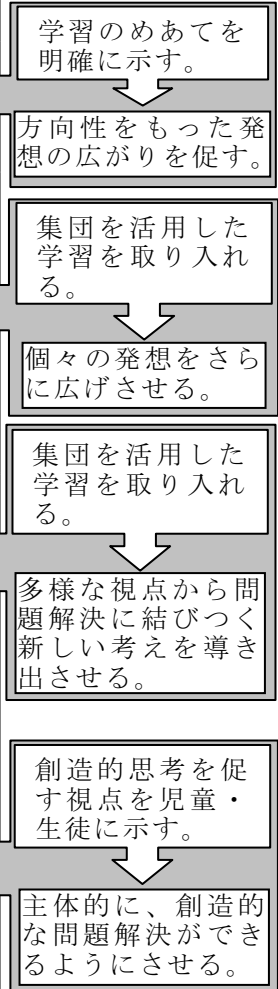 学習のめあてを
明確に示す。
方向性をもった発
想の広がりを促す。
集団を活用した
学習を取り入れ
る。
個々の発想をさら
に広げさせる。
集団を活用した
学習を取り入れ
る。
多様な視点から問
題解決に結びつく
新しい考えを導き
出させる。
創造的思考を促
す視点を児童・
生徒に示す。
主体的に、創造的
な問題解決ができ
るようにさせる。